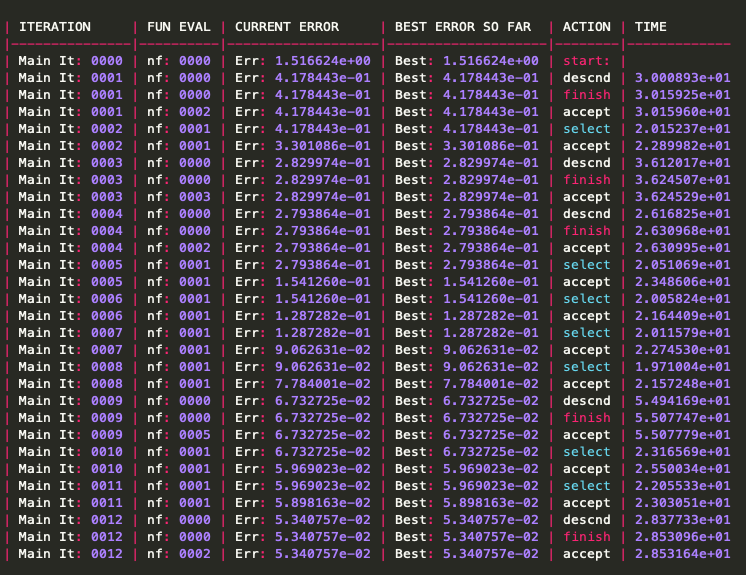 | ITERATION | FUN EVAL | CURRENT ERROR | BEST ERROR SO FAR | ACTION | TIME
|---------------|----------|-------------------|--------------------|--------|-------------
| Main It: 0000 | nf: 0000 | Err: 1.516624e+00 | Best: 1.516624e+00 | start: |
| Main It: 0001 | nf: 0000 | Err: 4.178443e-01 | Best: 4.178443e-01 | descnd | 3.000893e+01
| Main It: 0001 | nf: 0000 | Err: 4.178443e-01 | Best: 4.178443e-01 | finish | 3.015925e+01
| Main It: 0001 | nf: 0002 | Err: 4.178443e-01 | Best: 4.178443e-01 | accept | 3.015960e+01
| Main It: 0002 | nf: 0001 | Err: 4.178443e-01 | Best: 4.178443e-01 | select | 2.015237e+01
| Main It: 0002 | nf: 0001 | Err: 3.301086e-01 | Best: 3.301086e-01 | accept | 2.289982e+01
| Main It: 0003 | nf: 0000 | Err: 2.829974e-01 | Best: 2.829974e-01 | descnd | 3.612017e+01
| Main It: 0003 | nf: 0000 | Err: 2.829974e-01 | Best: 2.829974e-01 | finish | 3.624507e+01
| Main It: 0003 | nf: 0003 | Err: 2.829974e-01 | Best: 2.829974e-01 | accept | 3.624529e+01
| Main It: 0004 | nf: 0000 | Err: 2.793864e-01 | Best: 2.793864e-01 | descnd | 2.616825e+01
| Main It: 0004 | nf: 0000 | Err: 2.793864e-01 | Best: 2.793864e-01 | finish | 2.630968e+01
| Main It: 0004 | nf: 0002 | Err: 2.793864e-01 | Best: 2.793864e-01 | accept | 2.630995e+01
| Main It: 0005 | nf: 0001 | Err: 2.793864e-01 | Best: 2.793864e-01 | select | 2.051069e+01
| Main It: 0005 | nf: 0001 | Err: 1.541260e-01 | Best: 1.541260e-01 | accept | 2.348606e+01
| Main It: 0006 | nf: 0001 | Err: 1.541260e-01 | Best: 1.541260e-01 | select | 2.005824e+01
| Main It: 0006 | nf: 0001 | Err: 1.287282e-01 | Best: 1.287282e-01 | accept | 2.164409e+01
| Main It: 0007 | nf: 0001 | Err: 1.287282e-01 | Best: 1.287282e-01 | select | 2.011579e+01
| Main It: 0007 | nf: 0001 | Err: 9.062631e-02 | Best: 9.062631e-02 | accept | 2.274530e+01
| Main It: 0008 | nf: 0001 | Err: 9.062631e-02 | Best: 9.062631e-02 | select | 1.971004e+01
| Main It: 0008 | nf: 0001 | Err: 7.784001e-02 | Best: 7.784001e-02 | accept | 2.157248e+01
| Main It: 0009 | nf: 0000 | Err: 6.732725e-02 | Best: 6.732725e-02 | descnd | 5.494169e+01
| Main It: 0009 | nf: 0000 | Err: 6.732725e-02 | Best: 6.732725e-02 | finish | 5.507747e+01
| Main It: 0009 | nf: 0005 | Err: 6.732725e-02 | Best: 6.732725e-02 | accept | 5.507779e+01
| Main It: 0010 | nf: 0001 | Err: 6.732725e-02 | Best: 6.732725e-02 | select | 2.316569e+01
| Main It: 0010 | nf: 0001 | Err: 5.969023e-02 | Best: 5.969023e-02 | accept | 2.550034e+01
| Main It: 0011 | nf: 0001 | Err: 5.969023e-02 | Best: 5.969023e-02 | select | 2.205533e+01
| Main It: 0011 | nf: 0001 | Err: 5.898163e-02 | Best: 5.898163e-02 | accept | 2.303051e+01
| Main It: 0012 | nf: 0000 | Err: 5.340757e-02 | Best: 5.340757e-02 | descnd | 2.837733e+01
| Main It: 0012 | nf: 0000 | Err: 5.340757e-02 | Best: 5.340757e-02 | finish | 2.853096e+01
| Main It: 0012 | nf: 0002 | Err: 5.340757e-02 | Best: 5.340757e-02 | accept | 2.853164e+01